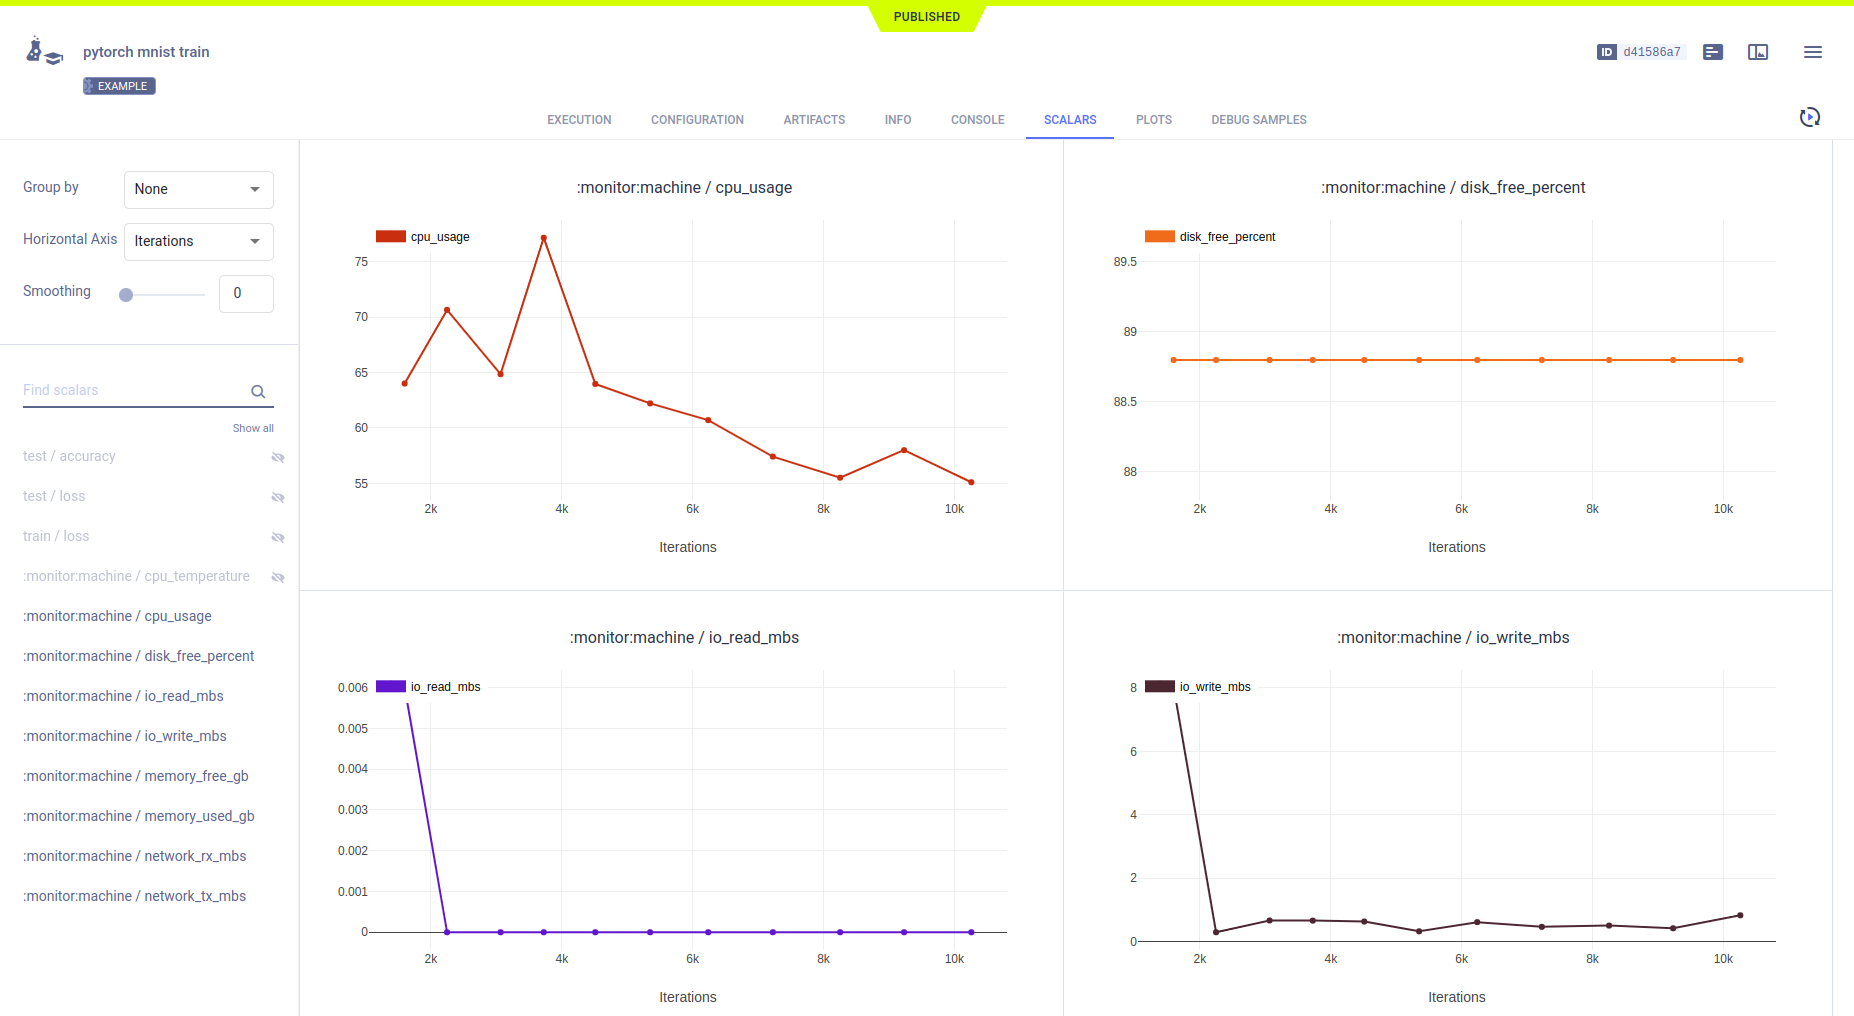 PUBLISHED
pytorch mnist train
ID d41586a7
EXAMPLE
EXECUTION CONFIGURATION ARTIFACTS INFO CONSOLE SCALARS PLOTS DEBUG SAMPLES
Group by None
Horizontal Axis Iterations
Smoothing 0
Find scalars
Show all
test / accuracy
test / loss
train / loss
:monitor:machine / cpu_temperature
:monitor:machine / cpu_usage
:monitor:machine / disk_free_percent
:monitor:machine / io_read_mbs
:monitor:machine / io_write_mbs
:monitor:machine / memory_free_gb
:monitor:machine / memory_used_gb
:monitor:machine / network_rx_mbs
:monitor:machine / network_tx_mbs
:monitor:machine / cpu_usage
cpu_usage
75
70
65
60
55
2k 4k 6k 8k 10k
Iterations
:monitor:machine / disk_free_percent
disk_free_percent
89.5
89
88.5
88
2k 4k 6k 8k 10k
Iterations
:monitor:machine / io_read_mbs
io_read_mbs
0.006
0.005
0.004
0.003
0.002
0.001
0
2k 4k 6k 8k 10k
Iterations
:monitor:machine / io_write_mbs
io_write_mbs
8
6
4
2
0
2k 4k 6k 8k 10k
Iterations